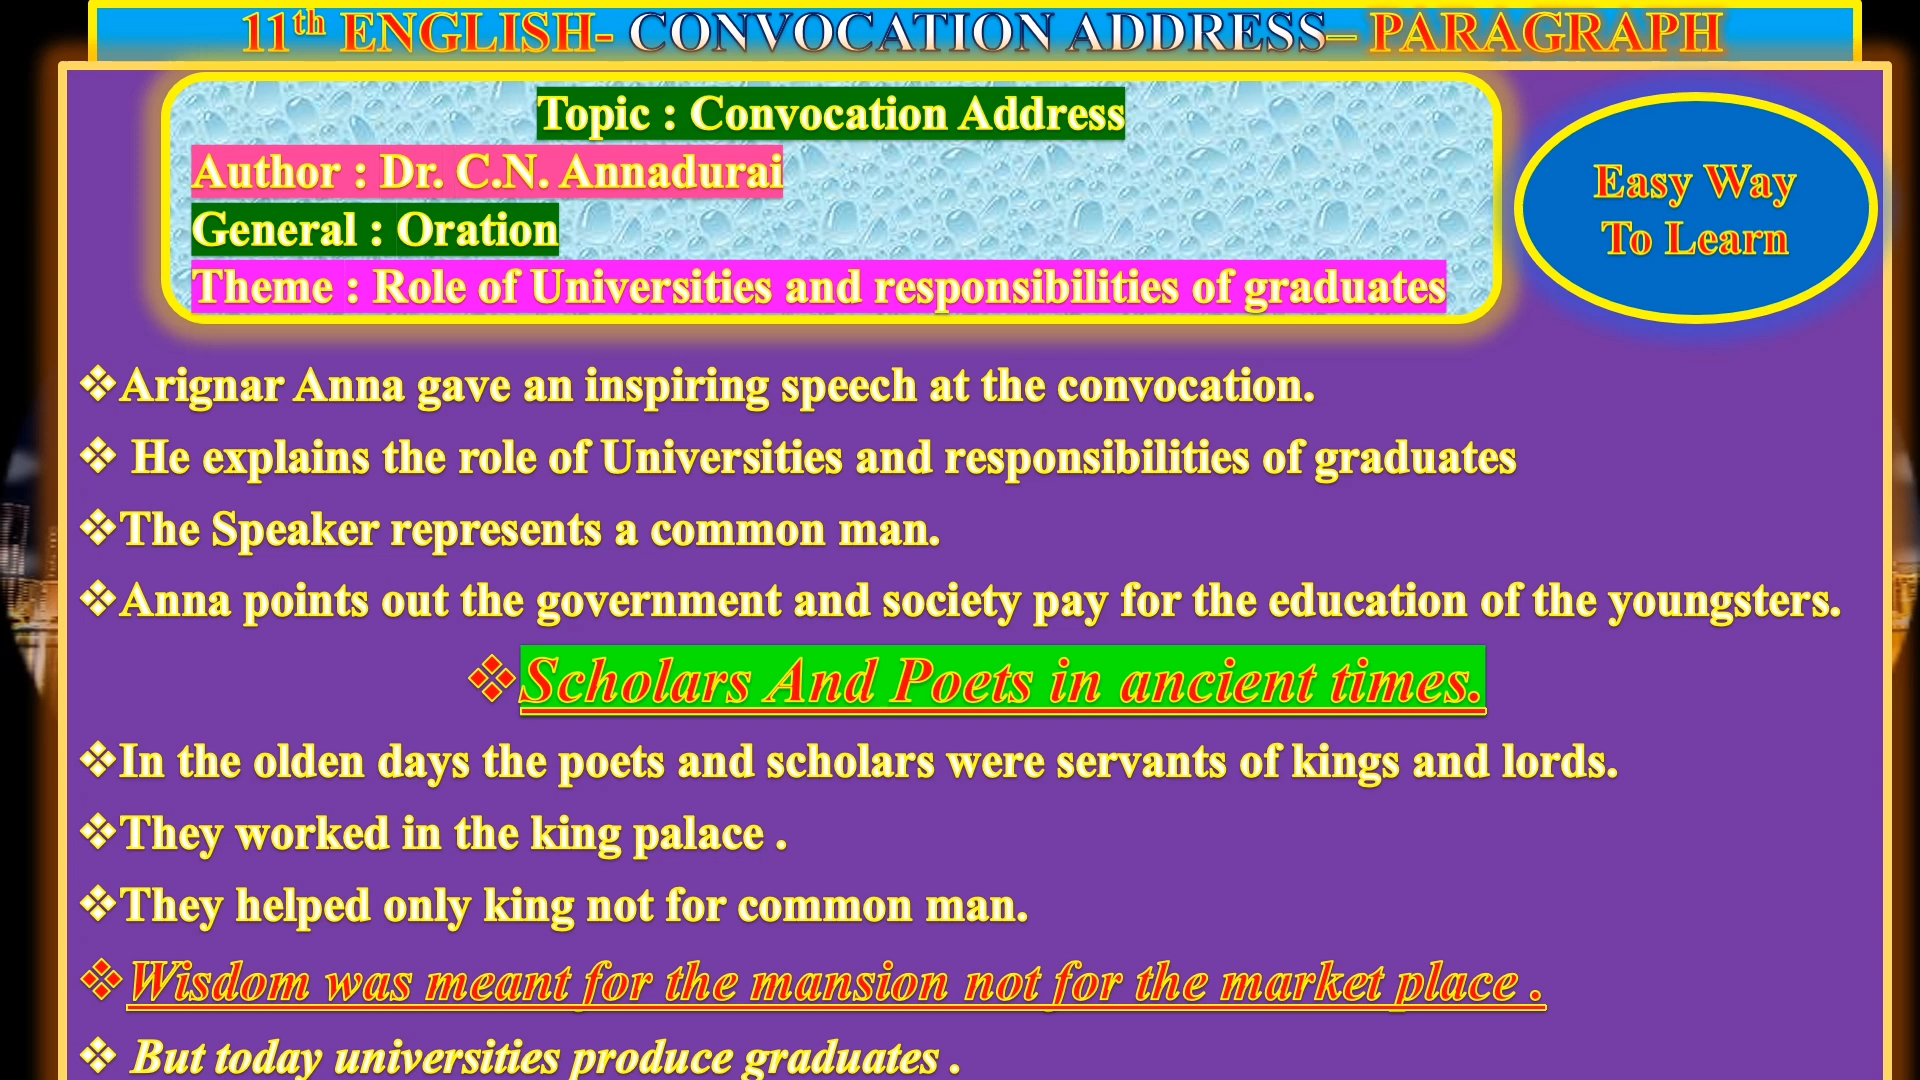 11th ENGLISH- CONVOCATION ADDRESS– PARAGRAPH
Topic : Convocation Address
Author : Dr. C.N. Annadurai
General : Oration
Theme : Role of Universities and responsibilities of graduates
Easy Way
To Learn
❖Arignar Anna gave an inspiring speech at the convocation.
❖ He explains the role of Universities and responsibilities of graduates
❖The Speaker represents a common man.
❖Anna points out the government and society pay for the education of the youngsters.
❖Scholars And Poets in ancient times.
❖In the olden days the poets and scholars were servants of kings and lords.
❖They worked in the king palace .
❖They helped only king not for common man.
❖Wisdom was meant for the mansion not for the market place .
❖ But today universities produce graduates .